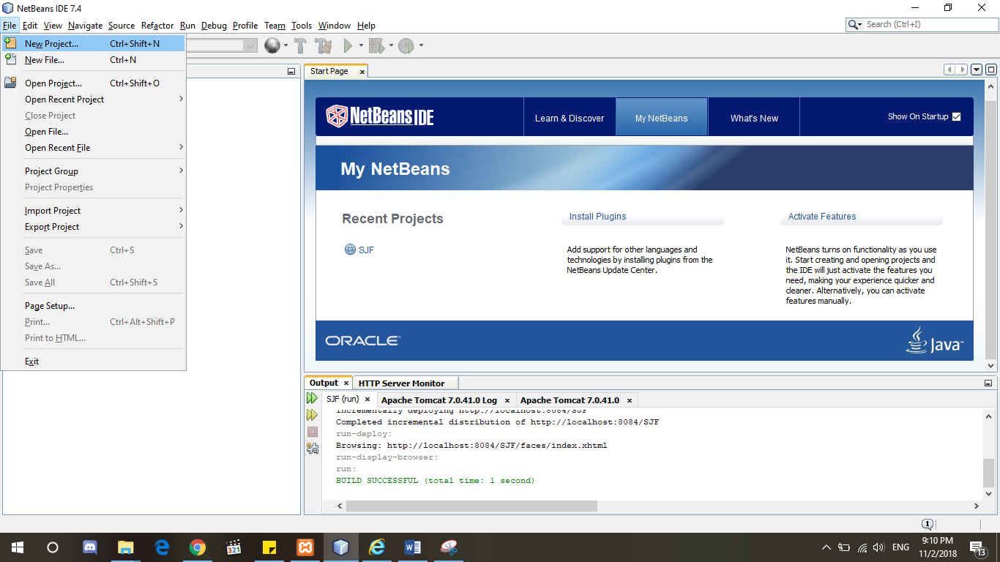 NetBeans IDE 7.4
File Edit View Navigate Source Refactor Run Debug Profile Team Tools Window Help
Search (Ctrl+I)
New Project... Ctrl+Shift+N
New File... Ctrl+N
Open Project... Ctrl+Shift+O
Open Recent Project
Close Project
Open File...
Open Recent File
Project Group
Project Properties
Import Project
Export Project
Save Ctrl+S
Save As...
Save All Ctrl+Shift+S
Page Setup...
Print... Ctrl+Alt+Shift+P
Print to HTML...
Exit
Start Page
NetBeans IDE
Learn & Discover
My NetBeans
What's New
Show On Startup
My NetBeans
Recent Projects
SJF
Install Plugins
Add support for other languages and
technologies by installing plugins from the
NetBeans Update Center.
Activate Features
NetBeans turns on functionality as you use
it. Start creating and opening projects and
the IDE will just activate the features you
need, making your experience quicker and
cleaner. Alternatively, you can activate
features manually.
ORACLE
Java
Output HTTP Server Monitor
SJF (run) Apache Tomcat 7.0.41.0 Log Apache Tomcat 7.0.41.0
Incrementally deploying http://localhost:8084/SJF
Completed incremental distribution of http://localhost:8084/SJF
run-deploy:
Browsing: http://localhost:8084/SJF/faces/index.xhtml
run-display-browser:
run:
BUILD SUCCESSFUL (total time: 1 second)
1
321
ENG
9:10 PM
11/2/2018
13